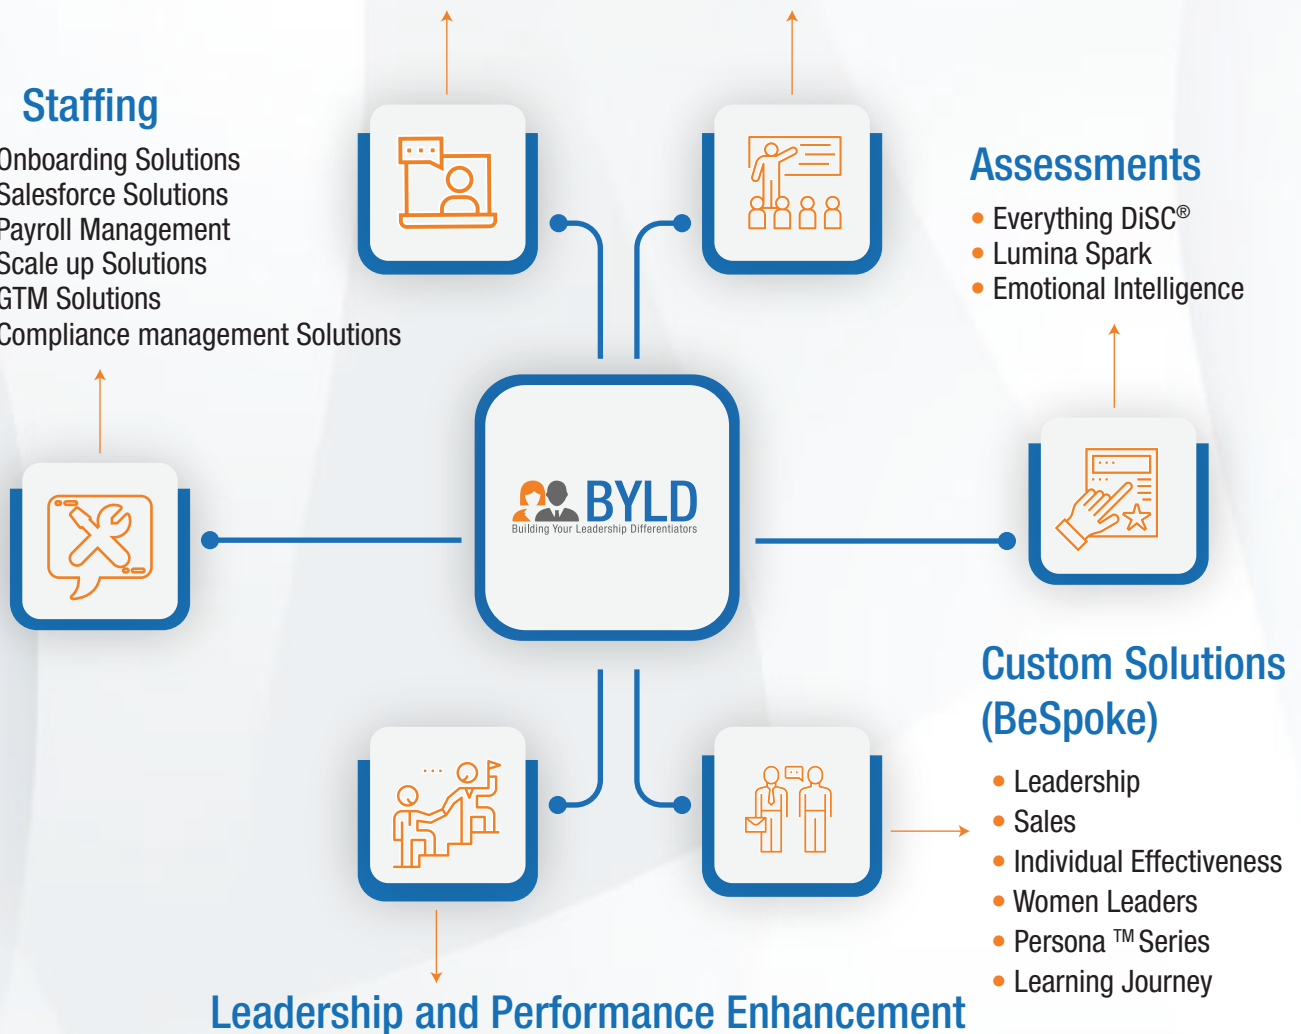 Staffing
Onboarding Solutions
Salesforce Solutions
Payroll Management
Scale up Solutions
GTM Solutions
Compliance management Solutions
Assessments
• Everything DiSC®
• Lumina Spark
• Emotional Intelligence
BYLD
Building Your Leadership Differentiators
Custom Solutions
(BeSpoke)
• Leadership
• Sales
• Individual Effectiveness
• Women Leaders
• Persona ™ Series
• Learning Journey
Leadership and Performance Enhancement